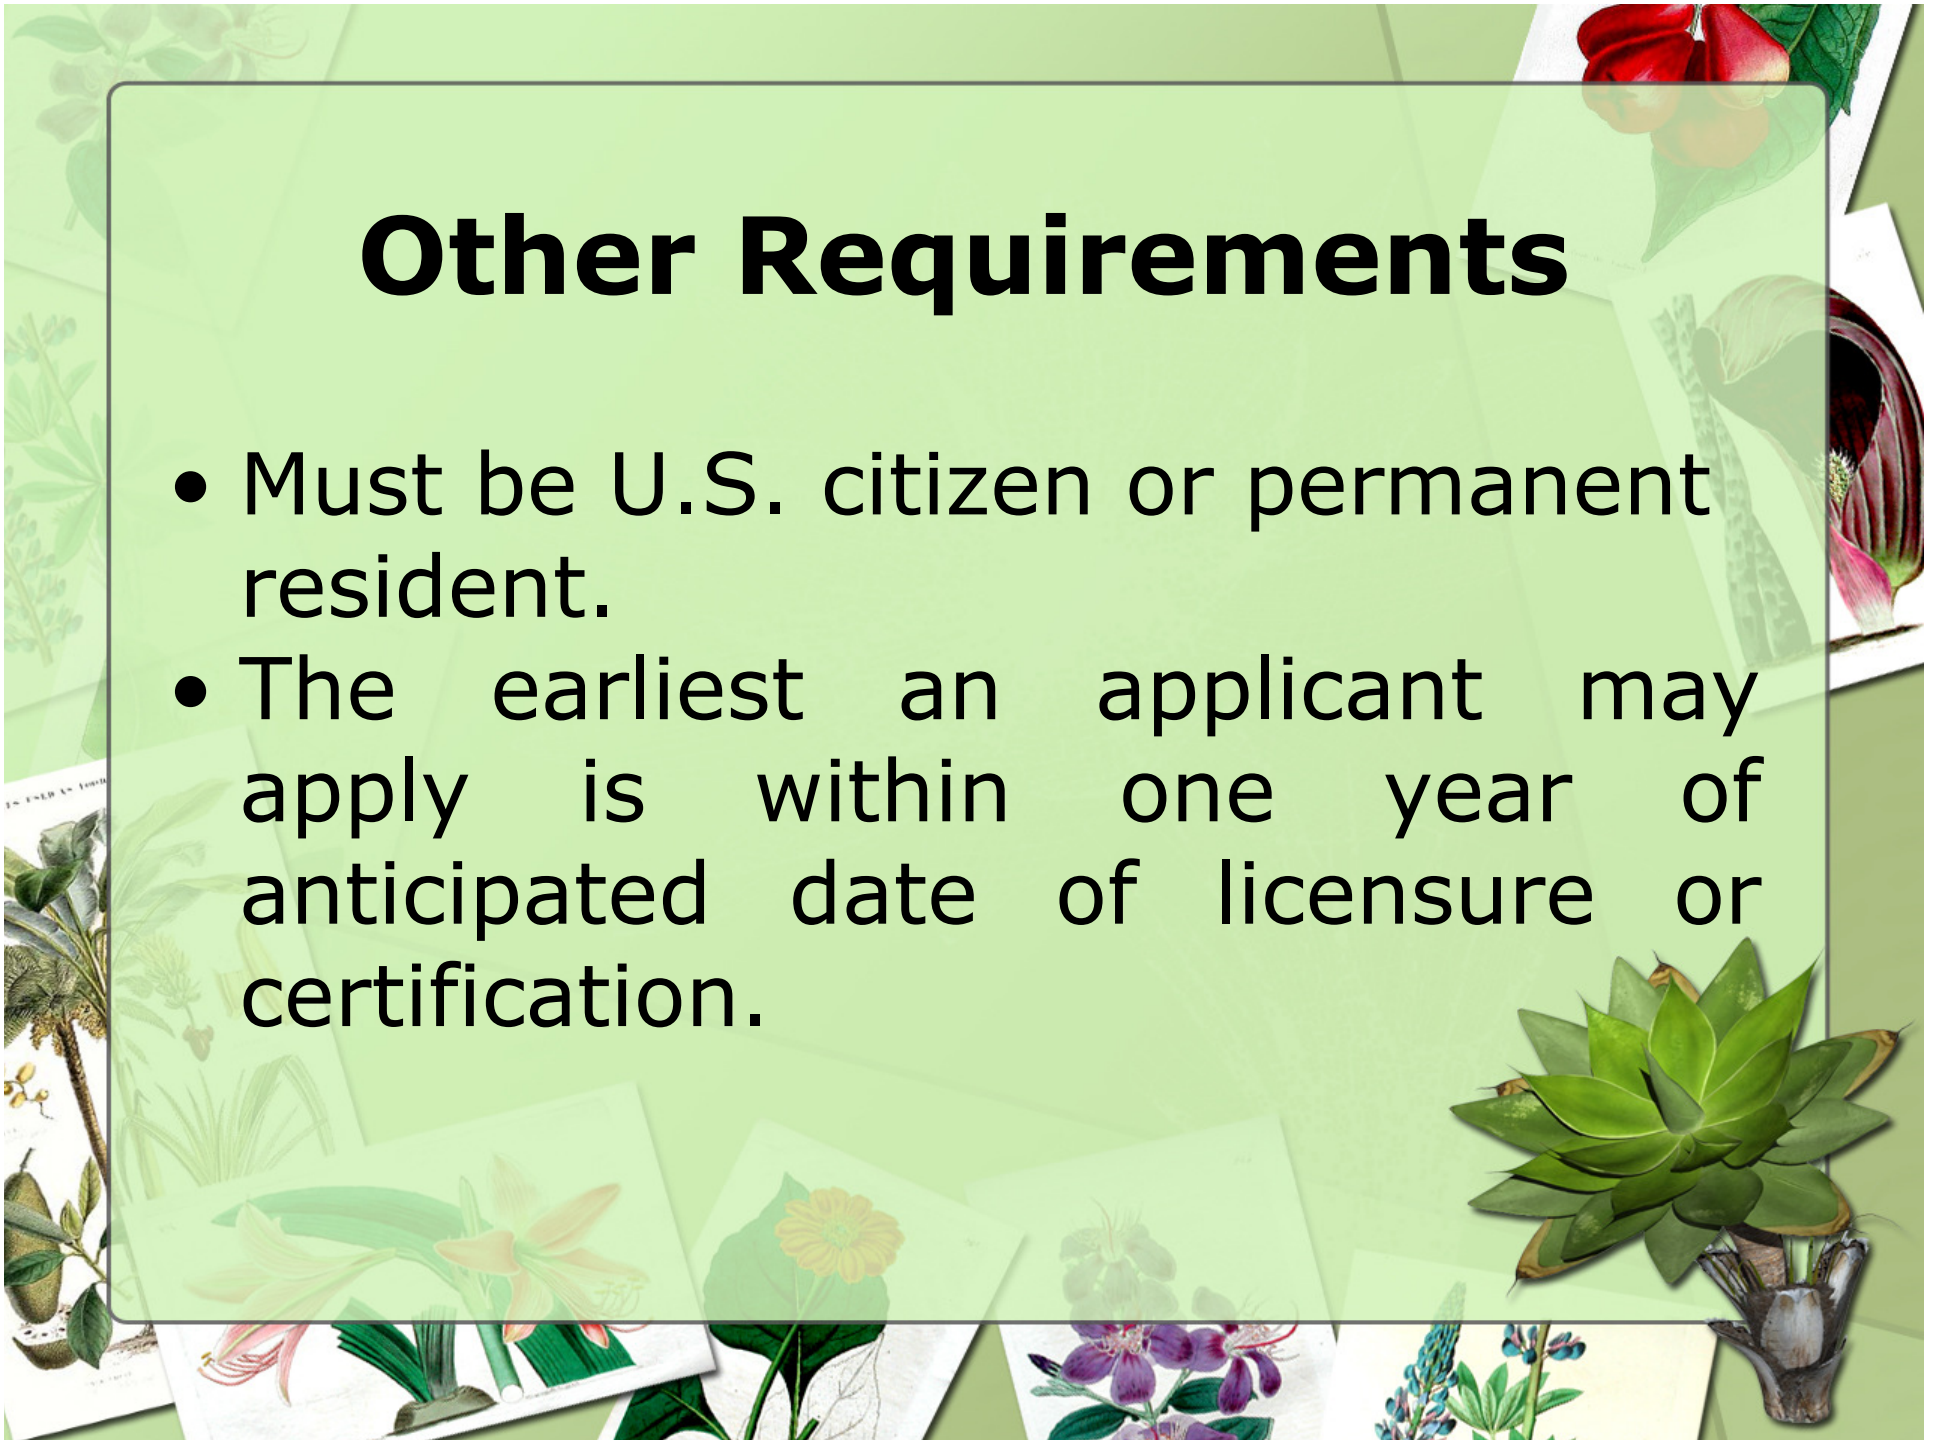 Other Requirements
• Must be U.S. citizen or permanent
resident.
• The earliest an applicant may
apply is within one year of
anticipated date of licensure or
certification.